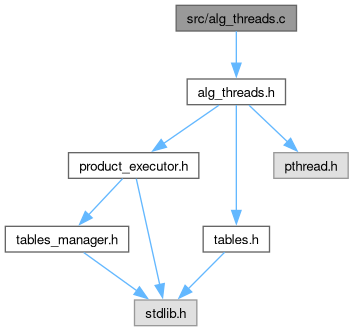 src/alg_threads.c
alg_threads.h
product_executor.h
pthread.h
tables_manager.h
tables.h
stdlib.h